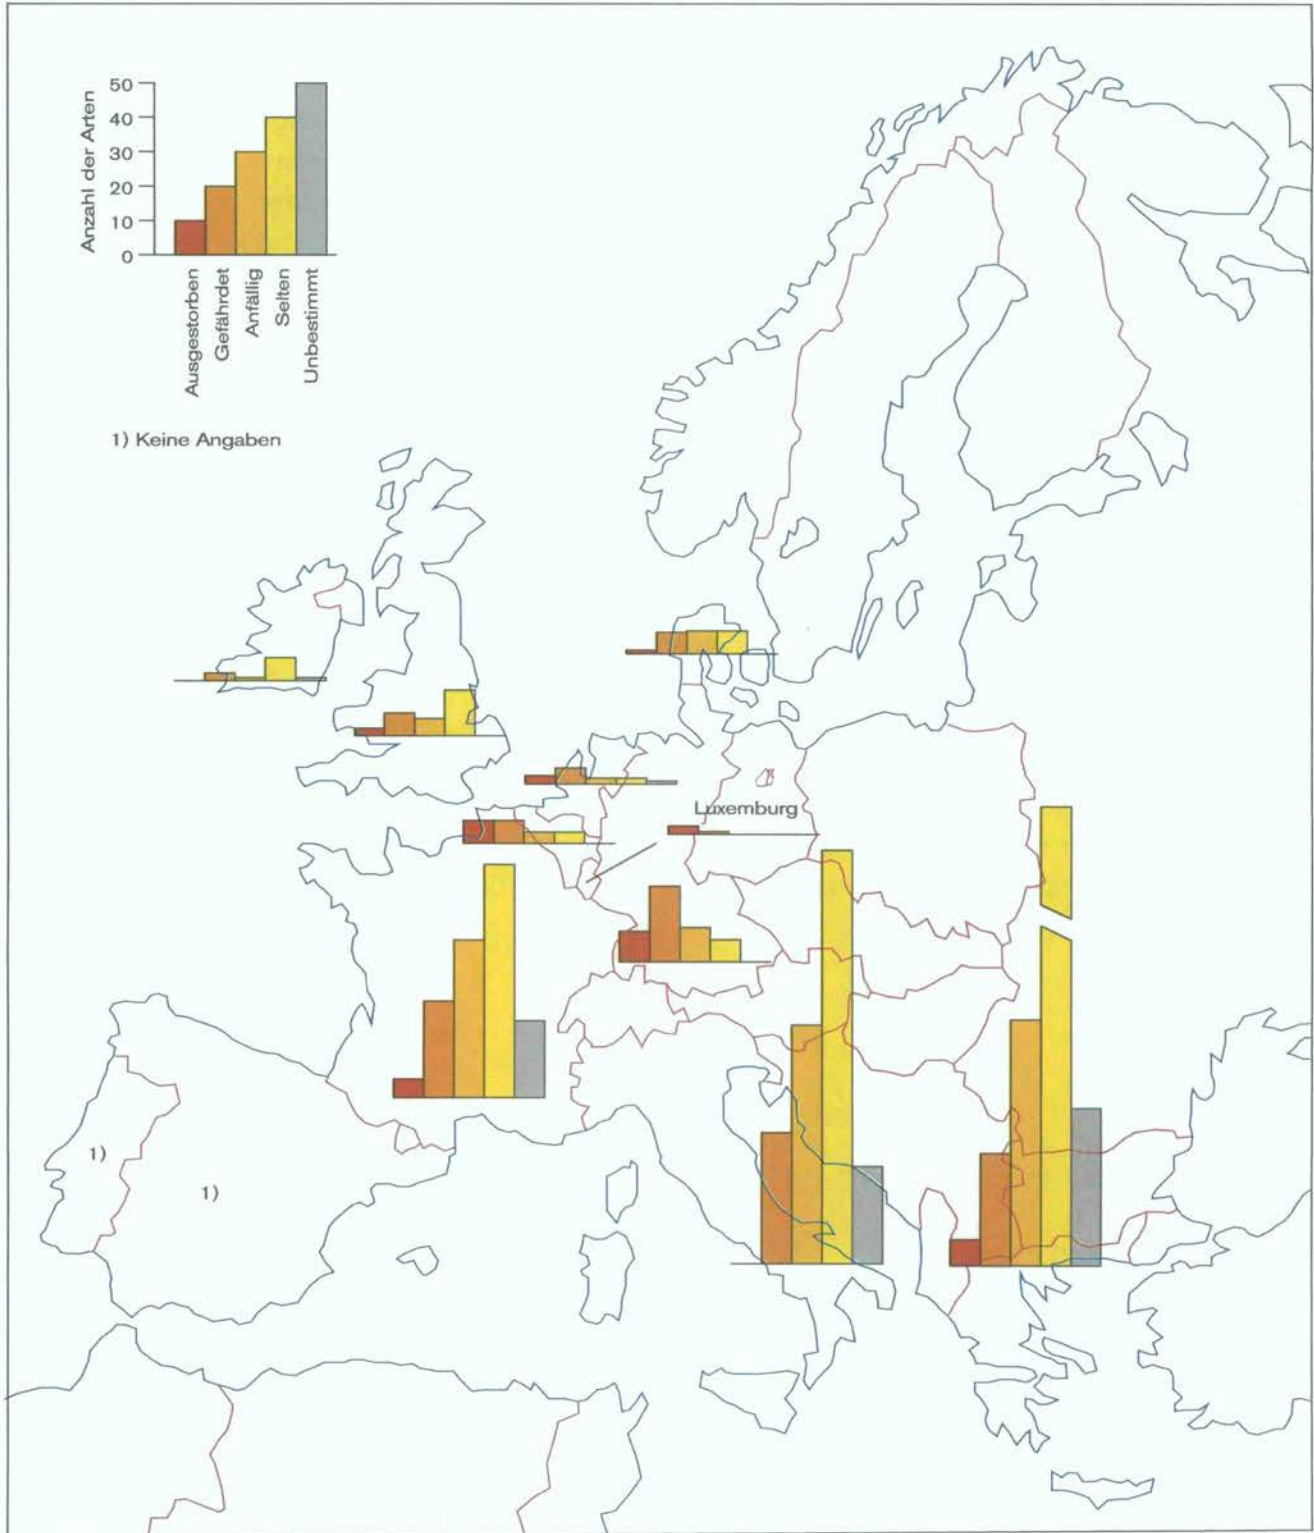 Anzahl der Arten
50
40
30
20
10
0
Ausgestorben
Gefährdet
Anfällig
Selten
Unbestimmt
1) Keine Angaben
Luxemburg
1)
1)